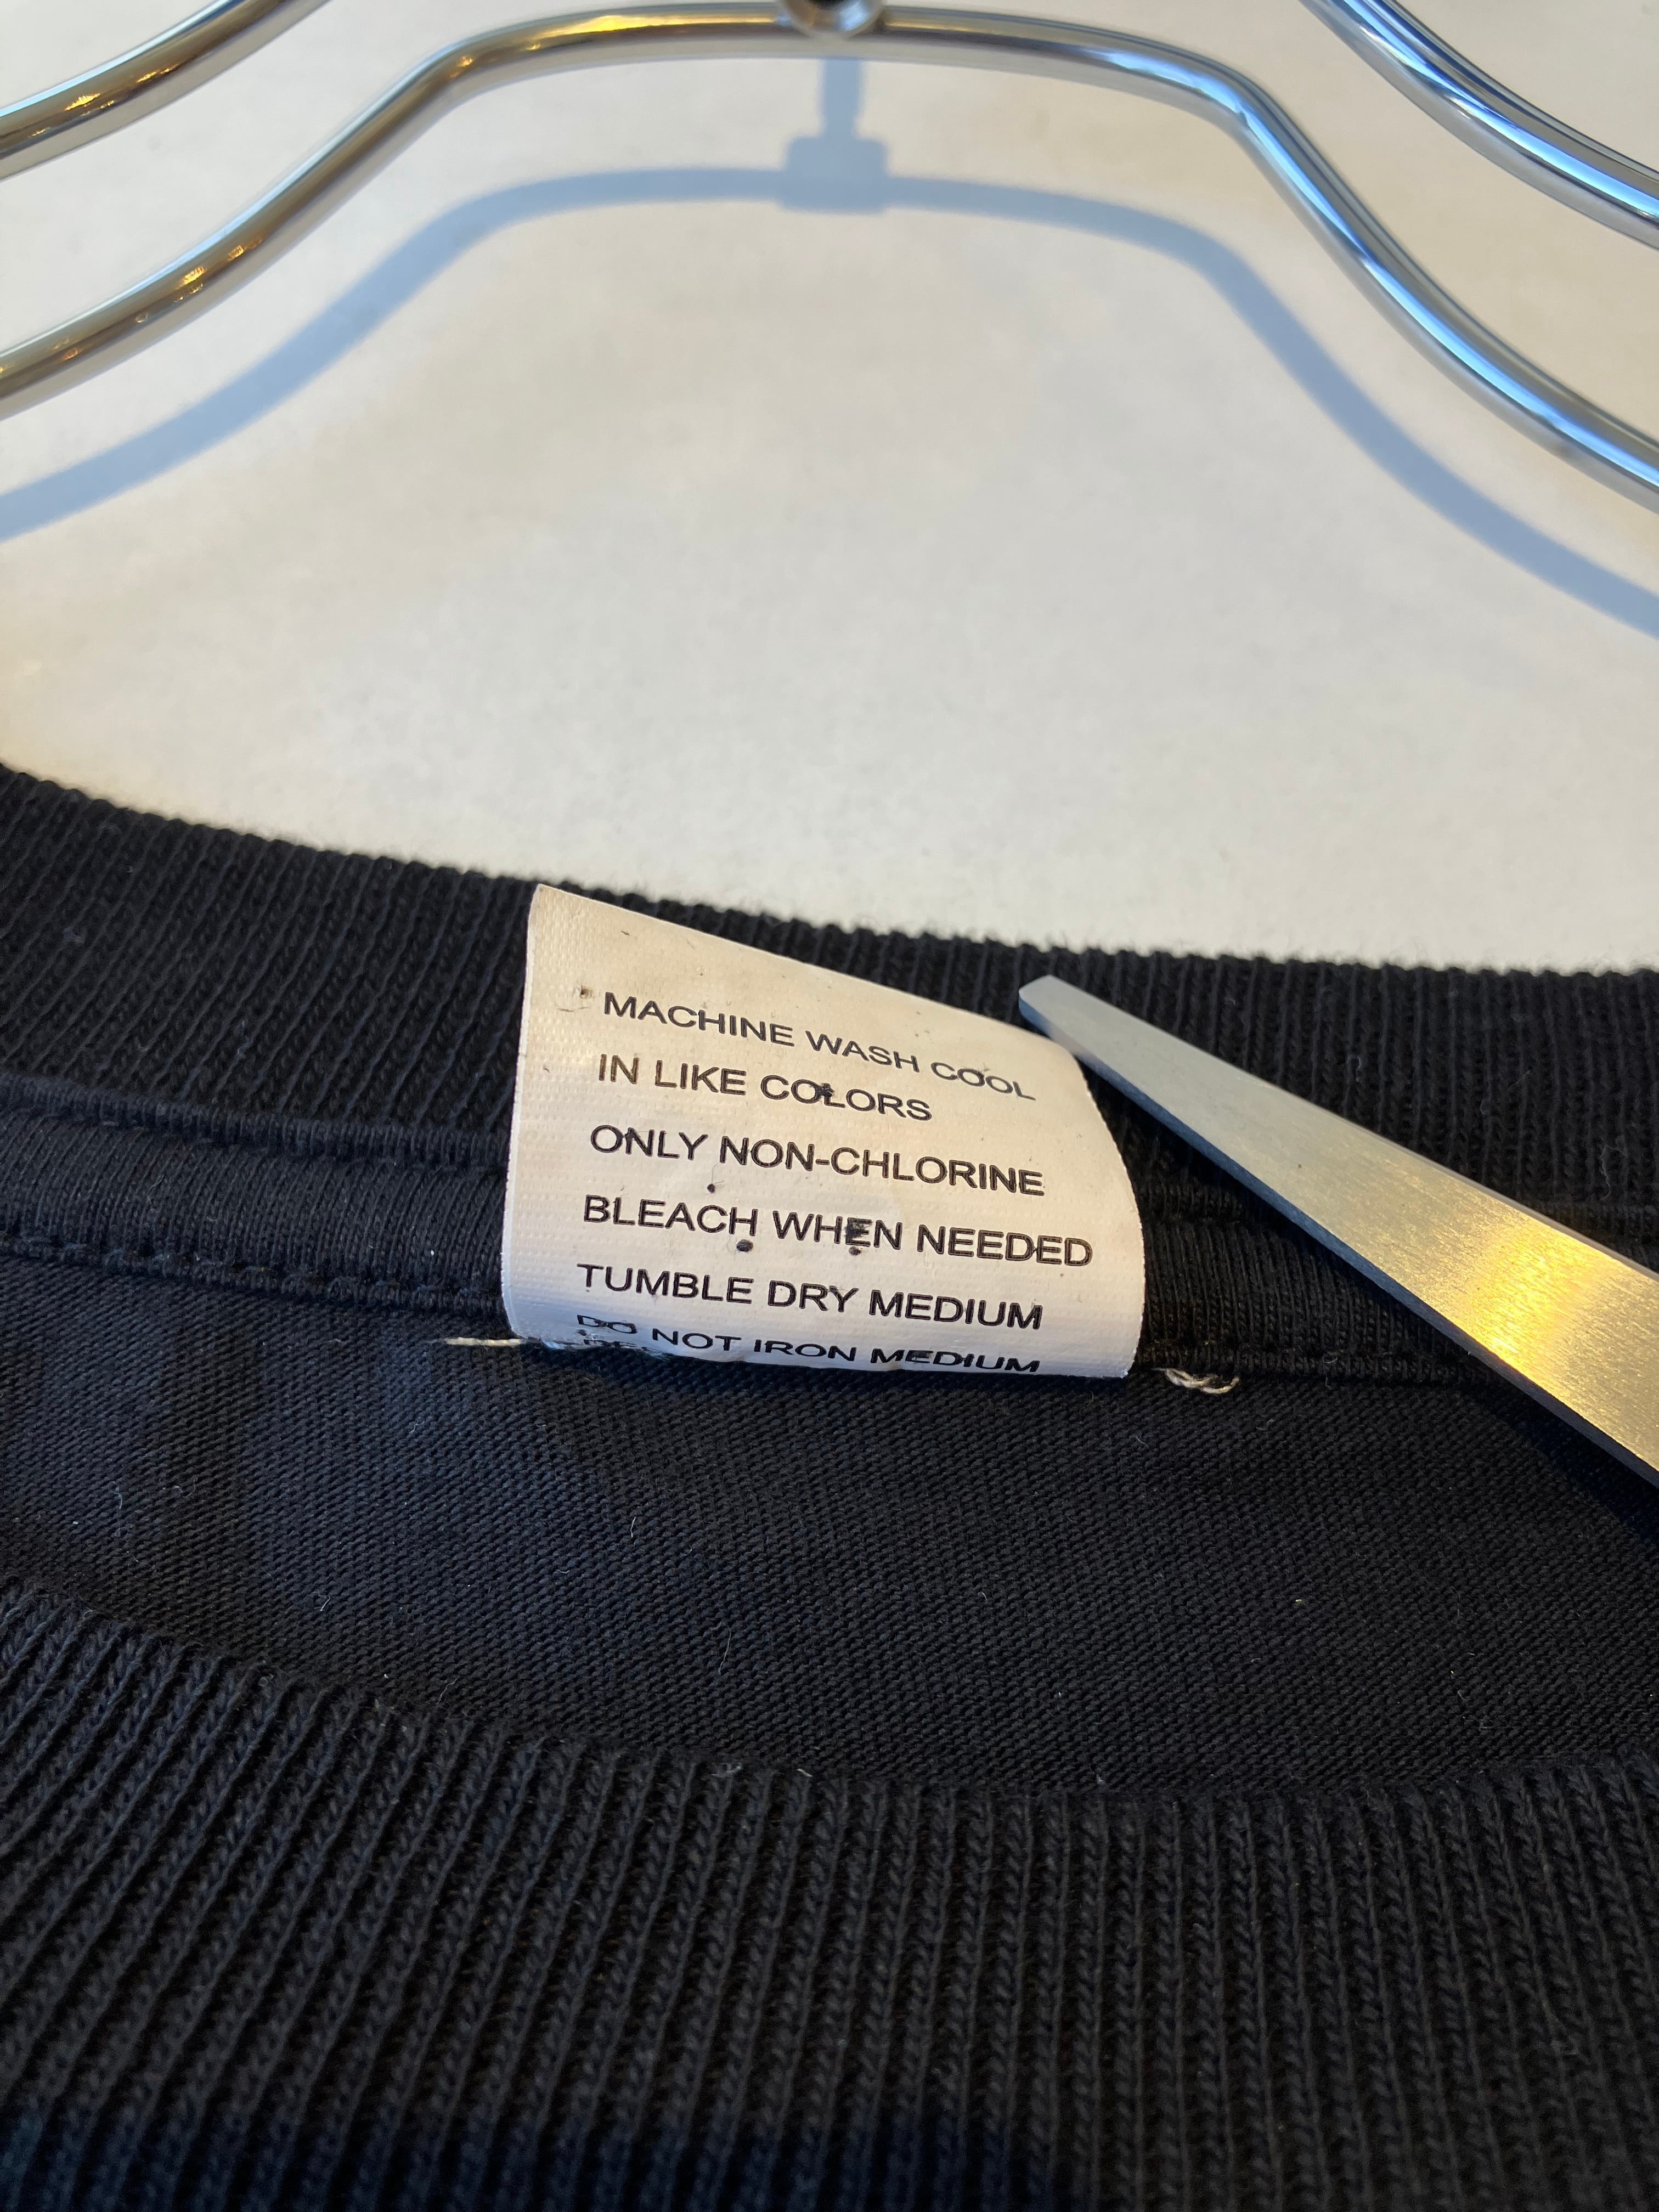 MACHINE WASH COOL
IN LIKE COLORS
ONLY NON-CHLORINE
BLEACH WHEN NEEDED
TUMBLE DRY MEDIUM
DO NOT IRON MEDIUM